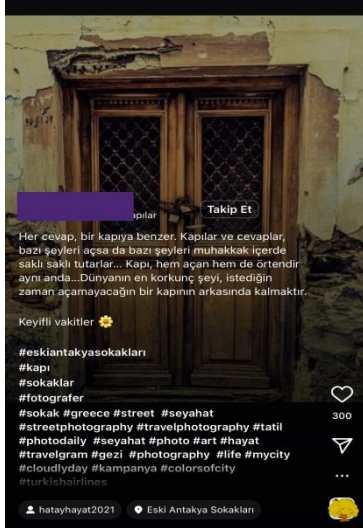 Takip Et
Her cevap, bir kapıya benzer. Kapılar ve cevaplar,
bazı şeyleri açsa da bazı şeyleri muhakkak içerde
saklı saklı tutarlar... Kapı, hem açan hem de örtendir
aynı anda...Dünyanın en korkunç şeyi, istediğin
zaman açamayacağın bir kapının arkasında kalmaktır.
Keyifli vakitler 🌼
#eskiantakyasokakları
#kapı
#sokaklar
#fotografer
#sokak #greece #street #seyahat
#streetphotography #travelphotography #tatil
#photodaily #seyahat #photo #art #hayat
#travelgram #gezi #photography #life #mycity
#cloudlyday #kampanya #colorsofcity
#turkishairlines
300
hatayhayat2021
Eski Antakya Sokakları